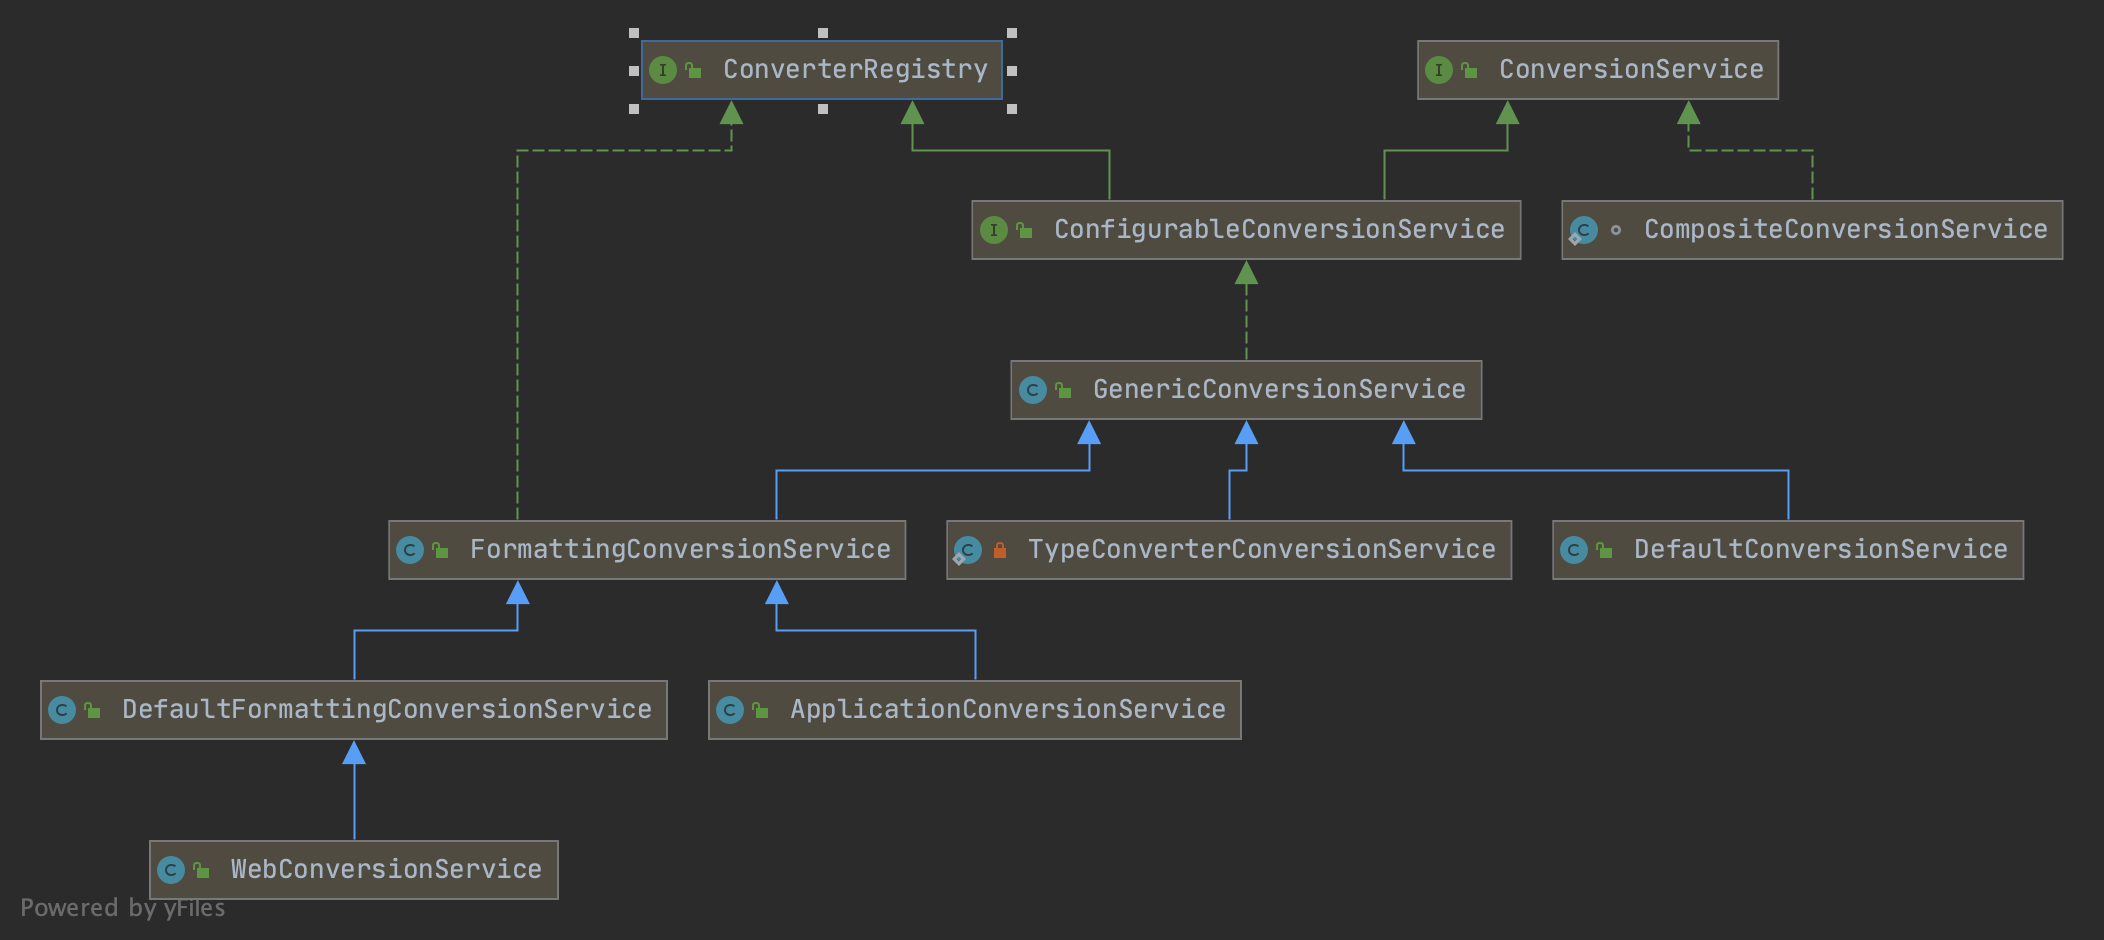 ConverterRegistry
ConversionService
ConfigurableConversionService
CompositeConversionService
GenericConversionService
FormattingConversionService
TypeConverterConversionService
DefaultConversionService
DefaultFormattingConversionService
ApplicationConversionService
WebConversionService
Powered by yFiles